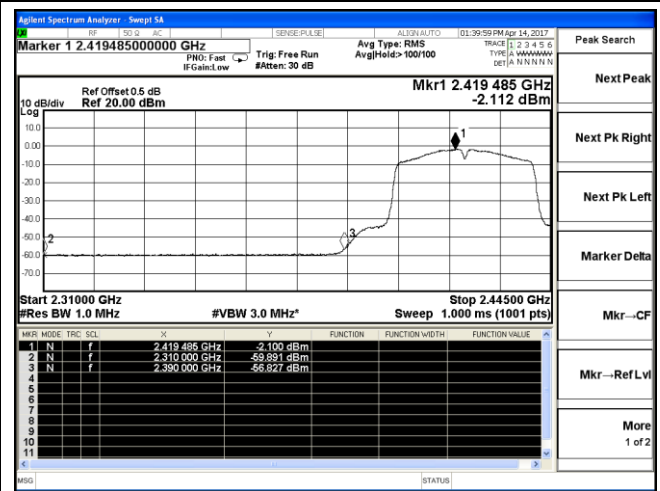 Agilent Spectrum Analyzer - Swept SA
RF 50 Ω AC SENSE:PULSE ALIGNAUTO 01:39:59 PM Apr 14, 2017
Marker 1 2.419485000000 GHz
PNO: Fast
IFGain:Low
Trig: Free Run
#Atten: 30 dB
Avg Type: RMS
Avg|Hold:> 100/100
TRACE 1 2 3 4 5 6
TYPE A WWWWW
DET A N N N N N
Peak Search
Mkr1 2.419 485 GHz
-2.112 dBm
Ref Offset 0.5 dB
10 dB/div Ref 20.00 dBm
Log
10.0
0.00
-10.0
-20.0
-30.0
-40.0
-50.0
-60.0
-70.0
1
2
3
Start 2.31000 GHz Stop 2.44500 GHz
#Res BW 1.0 MHz #VBW 3.0 MHz* Sweep 1.000 ms (1001 pts)
MKR MODE TRC SCL X Y FUNCTION FUNCTION WIDTH FUNCTION VALUE
1 N f 2.419 485 GHz -2.100 dBm
2 N f 2.310 000 GHz -59.891 dBm
3 N f 2.390 000 GHz -56.827 dBm
4
5
6
7
8
9
10
11
MSG STATUS
Next Peak
Next Pk Right
Next Pk Left
Marker Delta
Mkr→CF
Mkr→Ref Lvl
More
1 of 2